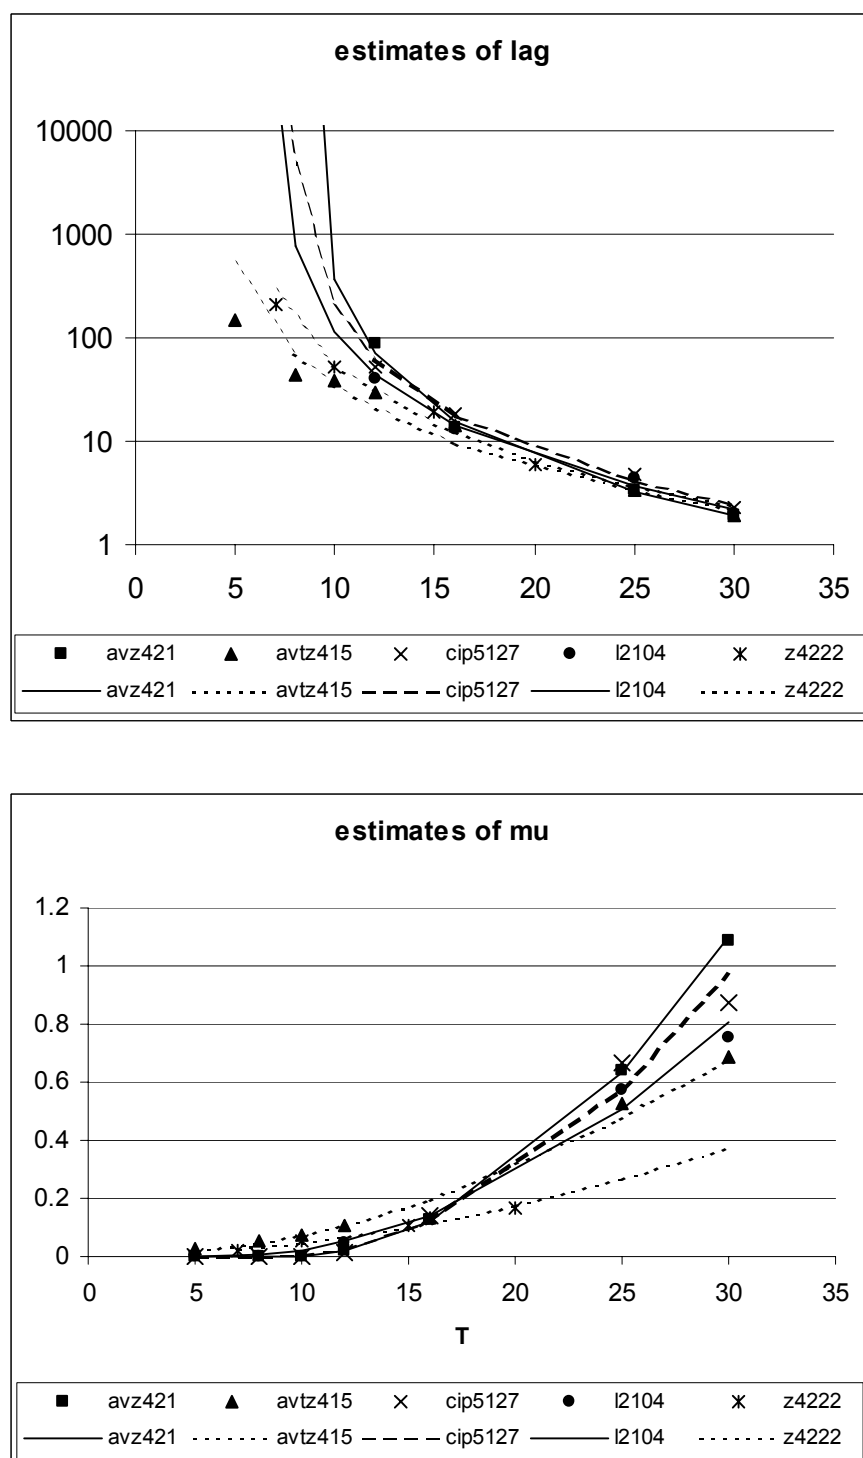 estimates of lag
10000
1000
100
10
1
0 5 10 15 20 25 30 35
avz421 avtz415 cip5127 l2104 z4222
avz421 avtz415 cip5127 l2104 z4222
estimates of mu
1.2
1
0.8
0.6
0.4
0.2
0
0 5 10 15 20 25 30 35
T
avz421 avtz415 cip5127 l2104 z4222
avz421 avtz415 cip5127 l2104 z4222